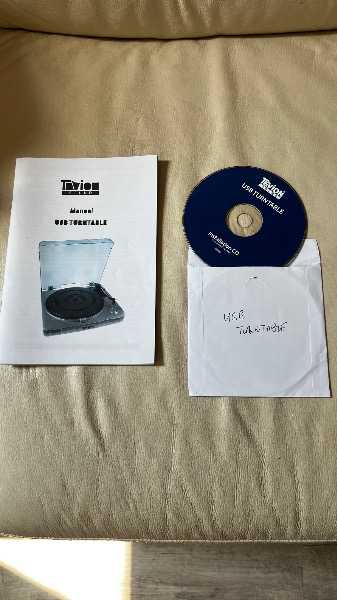 Tevion
Manual
USB TURNTABLE
Tevion
USB TURNTABLE
Installation CD
USB
TURNTABLE